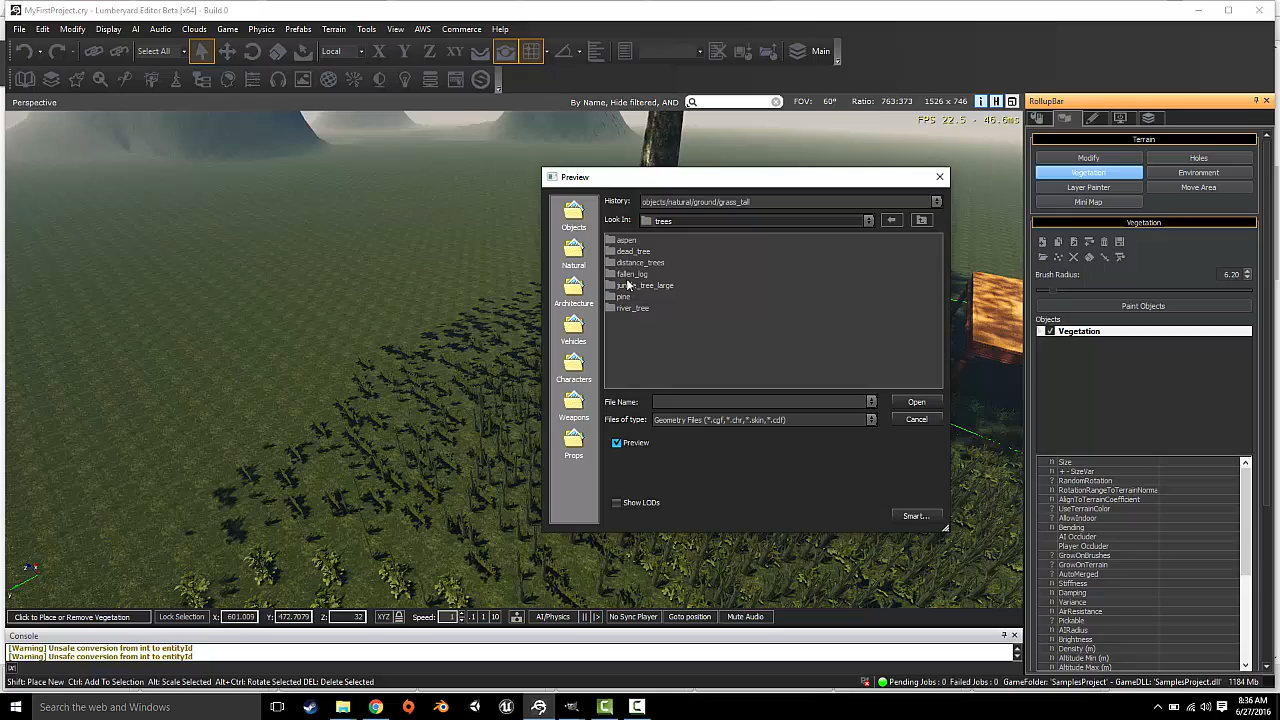 MyFirstProject.cry - Lumberyard Editor Beta [x64] - Build 0
File Edit Modify Display AI Audio Clouds Game Physics Prefabs Terrain Tools View AWS Commerce Help
Select All Local X Y Z XY Main
Perspective By Name, Hide filtered, AND FOV: 60° Ratio: 763:373 1526 x 746 i H
FPS 22.5 - 46.6ms
RollupBar
Terrain
Modify Holes
Vegetation Environment
Layer Painter Move Area
Mini Map
Vegetation
Brush Radius: 6.20
Paint Objects
Objects
Vegetation
Size
+ - SizeVar
RandomRotation
RotationRangeToTerrainNorma
AlignToTerrainCoefficient
UseTerrainColor
AllowIndoor
Bending
AI Occluder
Player Occluder
GrowOnBrushes
GrowOnTerrain
AutoMerged
Stiffness
Damping
Variance
AirResistance
Pickable
AIRadius
Brightness
Density (m)
Altitude Min (m)
Altitude Max (m)
Preview
History: objects/natural/ground/grass_tall
Look In: trees
Objects
Natural
Architecture
Vehicles
Characters
Weapons
Props
aspen
dead_tree
distance_trees
fallen_log
river_tree
pine
File Name: Open
Files of type: Geometry Files (*.cgf,*.chr,*.skin,*.cdf) Cancel
Preview
Show LODs
Smart...
z x
y
Click to Place or Remove Vegetation Lock Selection X: 601.009 Y: 472.7079 Z: 32 XYZ Speed: 1 .1 1 10 AI/Physics No Sync Player Goto position Mute Audio
Console
[Warning] Unsafe conversion from int to entityId
[Warning] Unsafe conversion from int to entityId
Shift: Place New Ctrl: Add To Selection Alt: Scale Selected Alt+Ctrl: Rotate Selected DEL: Delete Selected Pending Jobs : 0 Failed Jobs : 0 GameFolder: 'SamplesProject' - GameDLL: 'SamplesProject.dll' 1184 Mb
Search the web and Windows
8:36 AM
6/27/2016